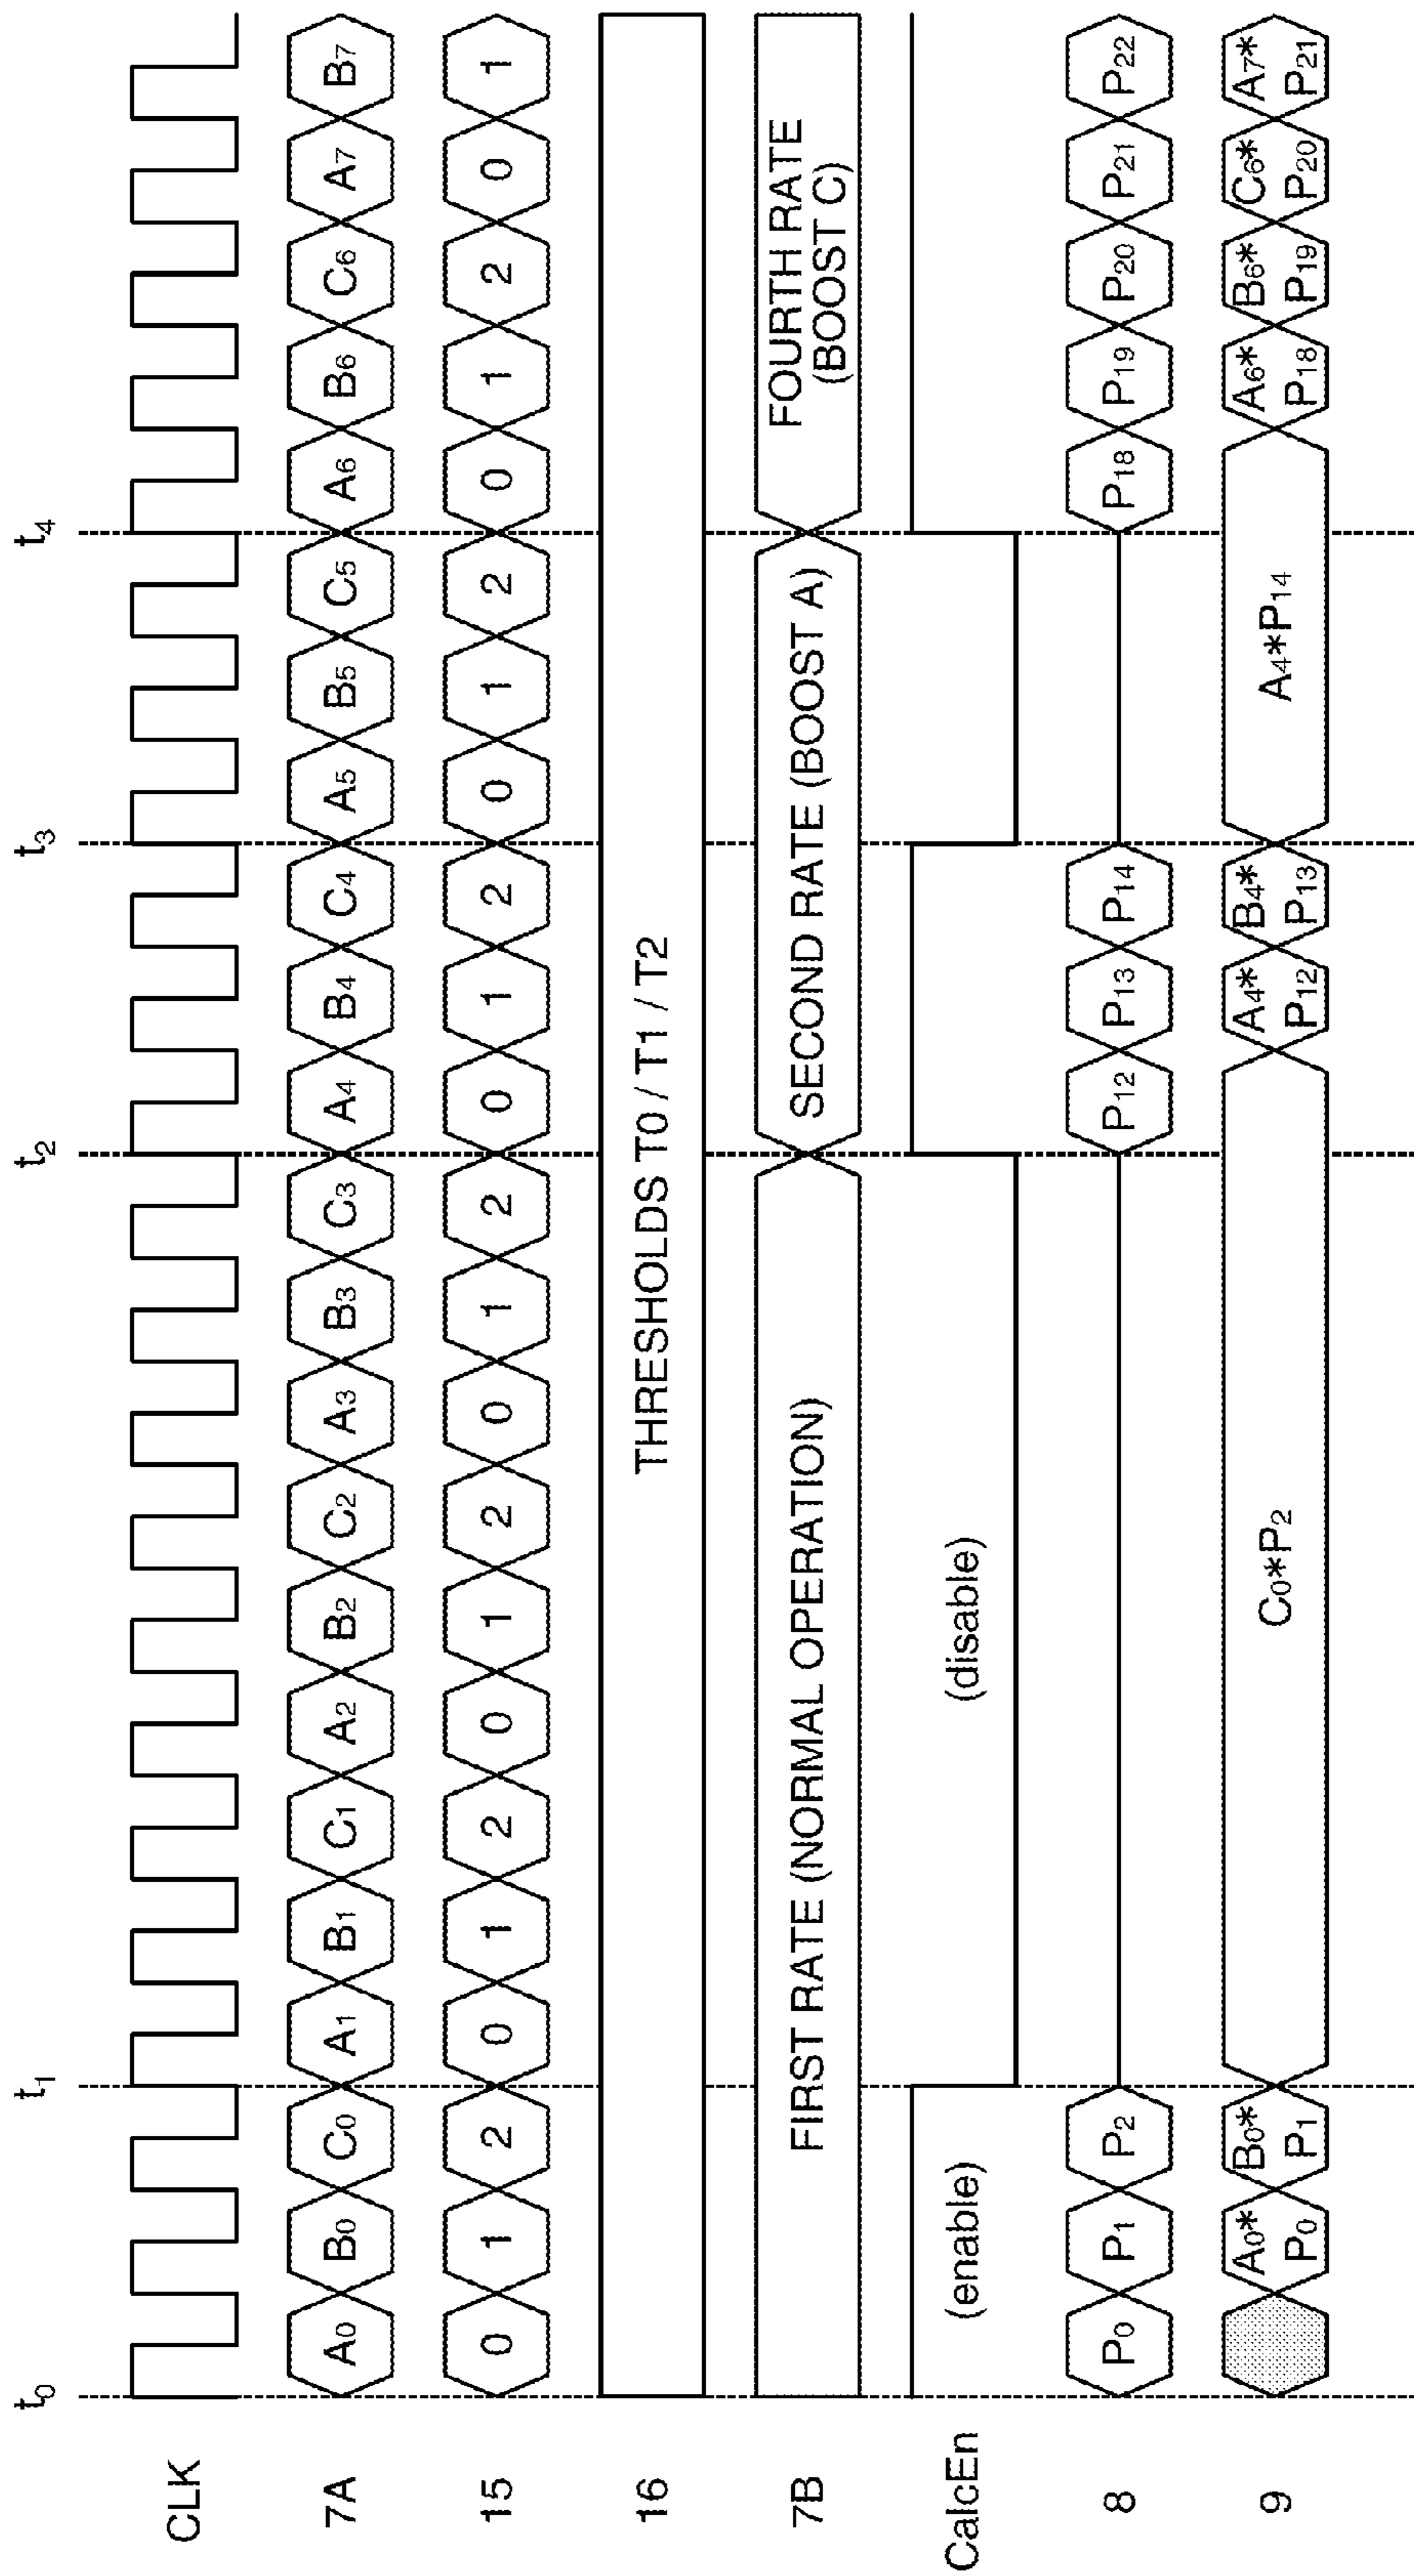 t0 t1 t2 t3 t4
CLK
7A A0 B0 C0 A1 B1 C1 A2 B2 C2 A3 B3 C3 A4 B4 C4 A5 B5 C5 A6 B6 C6 A7 B7
15 0 1 2 0 1 2 0 1 2 0 1 2 0 1 2 0 1 2 0 1 2 0 1
16 THRESHOLDS T0 / T1 / T2
7B FIRST RATE (NORMAL OPERATION) SECOND RATE (BOOST A) FOURTH RATE
(BOOST C)
CalcEn (enable) (disable)
8 P0 P1 P2 P12 P13 P14 P18 P19 P20 P21 P22
9 A0* B0* C0*P2 A4* B4* A4*P14 A6* B6* C6* A7*
P0 P1 P12 P13 P18 P19 P20 P21